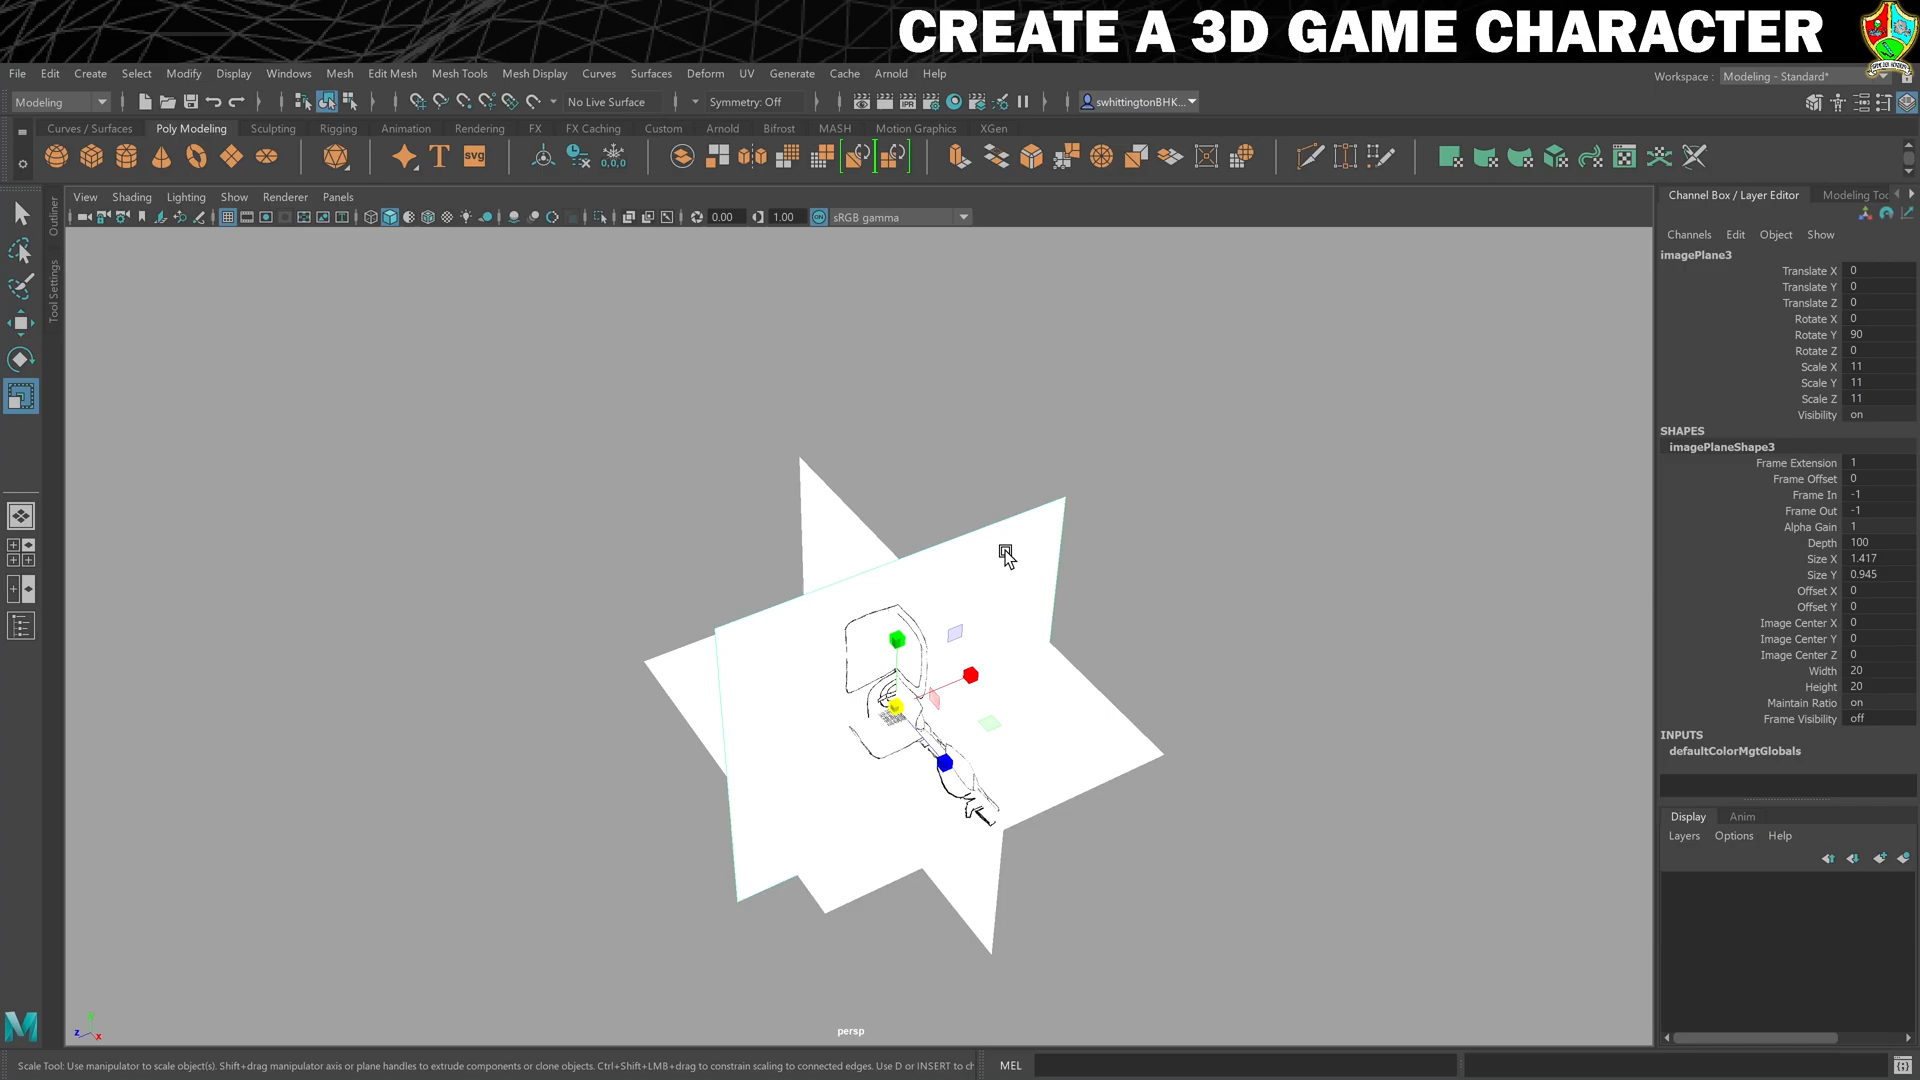 CREATE A 3D GAME CHARACTER
File Edit Create Select Modify Display Windows Mesh Edit Mesh Mesh Tools Mesh Display Curves Surfaces Deform UV Generate Cache Arnold Help
Workspace : Modeling - Standard*
Modeling
No Live Surface
Symmetry: Off
swhittingtonBHK...
Curves / Surfaces Poly Modeling Sculpting Rigging Animation Rendering FX FX Caching Custom Arnold Bifrost MASH Motion Graphics XGen
T svg 0,0,0
IPR
View Shading Lighting Show Renderer Panels
0.00 1.00 ON sRGB gamma
Outliner
Tool Settings
Channel Box / Layer Editor Modeling Too
Channels Edit Object Show
imagePlane3
Translate X 0
Translate Y 0
Translate Z 0
Rotate X 0
Rotate Y 90
Rotate Z 0
Scale X 11
Scale Y 11
Scale Z 11
Visibility on
SHAPES
imagePlaneShape3
Frame Extension 1
Frame Offset 0
Frame In -1
Frame Out -1
Alpha Gain 1
Depth 100
Size X 1.417
Size Y 0.945
Offset X 0
Offset Y 0
Image Center X 0
Image Center Y 0
Image Center Z 0
Width 20
Height 20
Maintain Ratio on
Frame Visibility off
INPUTS
defaultColorMgtGlobals
Display Anim
Layers Options Help
y
z x
persp
M
Scale Tool: Use manipulator to scale object(s). Shift+drag manipulator axis or plane handles to extrude components or clone objects. Ctrl+Shift+LMB+drag to constrain scaling to connected edges. Use D or INSERT to ch
MEL